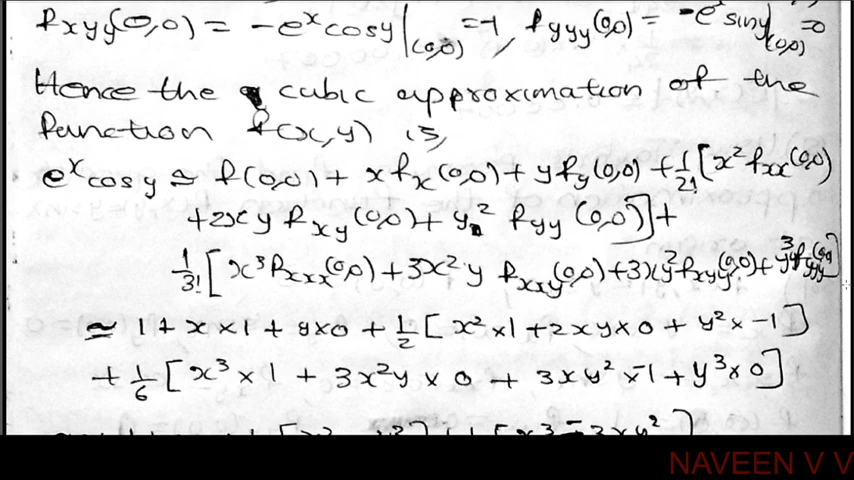 fxyy(0,0) = -eˣcosy|(0,0) = -1, fyyy(0,0) = -eˣsiny|(0,0) = 0
Hence the cubic approximation of the
function f(x,y) is,
eˣcosy ≃ f(0,0) + x fx(0,0) + y fy(0,0) + 1/2! [x² fxx(0,0)
+ 2xy fxy(0,0) + y² fyy(0,0)] +
1/3! [x³ fxxx(0,0) + 3x²y fxxy(0,0) + 3xy² fxyy(0,0) + y³ fyyy(0,0)]
≃ 1 + x×1 + y×0 + 1/2 [x²×1 + 2xy×0 + y²×-1]
+ 1/6 [x³×1 + 3x²y×0 + 3xy²×-1 + y³×0]
NAVEEN V V